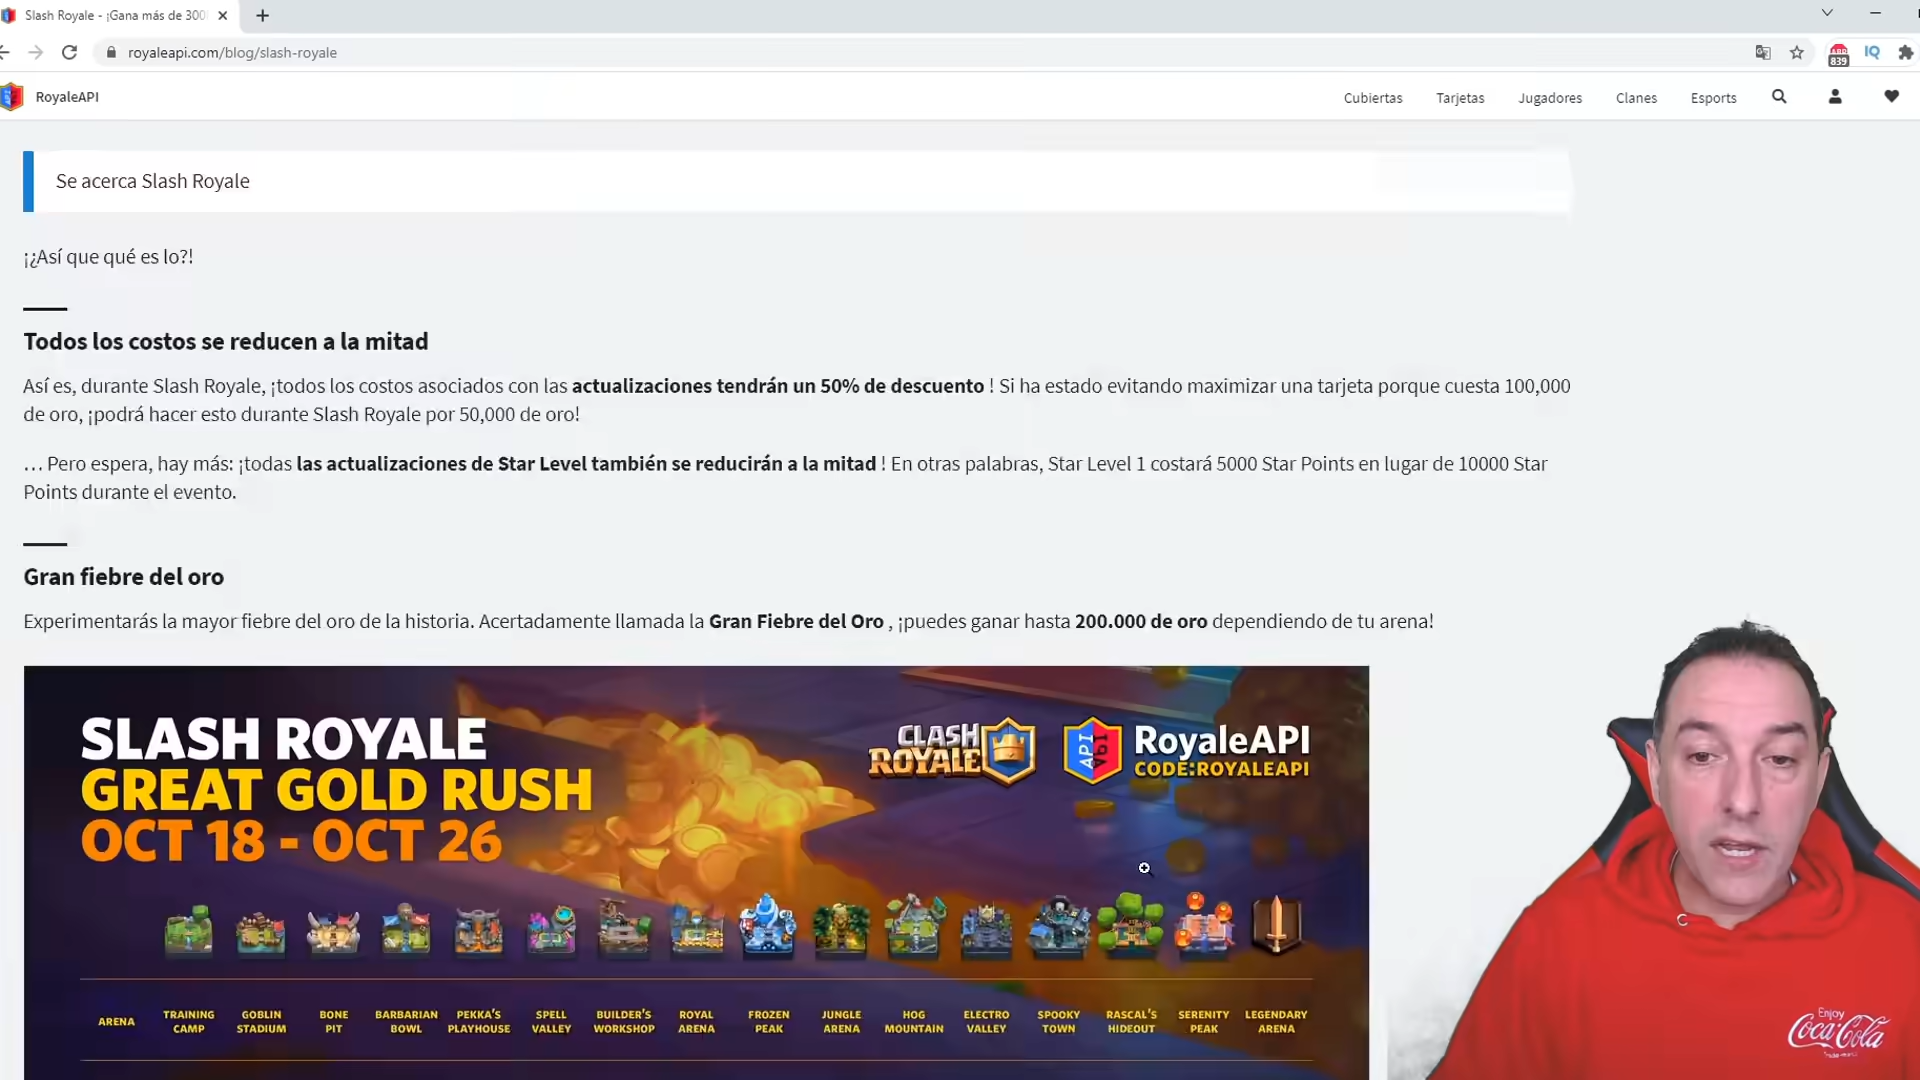 Slash Royale - ¡Gana más de 300
royaleapi.com/blog/slash-royale
839
IQ
RoyaleAPI
Cubiertas
Tarjetas
Jugadores
Clanes
Esports
Se acerca Slash Royale
¡¿Así que qué es lo?!
Todos los costos se reducen a la mitad
Así es, durante Slash Royale, ¡todos los costos asociados con las actualizaciones tendrán un 50% de descuento ! Si ha estado evitando maximizar una tarjeta porque cuesta 100,000
de oro, ¡podrá hacer esto durante Slash Royale por 50,000 de oro!
… Pero espera, hay más: ¡todas las actualizaciones de Star Level también se reducirán a la mitad ! En otras palabras, Star Level 1 costará 5000 Star Points en lugar de 10000 Star
Points durante el evento.
Gran fiebre del oro
Experimentarás la mayor fiebre del oro de la historia. Acertadamente llamada la Gran Fiebre del Oro , ¡puedes ganar hasta 200.000 de oro dependiendo de tu arena!
SLASH ROYALE
GREAT GOLD RUSH
OCT 18 - OCT 26
CLASH
ROYALE
API
RoyaleAPI
CODE:ROYALEAPI
ARENA
TRAINING
CAMP
GOBLIN
STADIUM
BONE
PIT
BARBARIAN
BOWL
PEKKA'S
PLAYHOUSE
SPELL
VALLEY
BUILDER'S
WORKSHOP
ROYAL
ARENA
FROZEN
PEAK
JUNGLE
ARENA
HOG
MOUNTAIN
ELECTRO
VALLEY
SPOOKY
TOWN
RASCAL'S
HIDEOUT
SERENITY
PEAK
LEGENDARY
ARENA
Enjoy
Coca-Cola